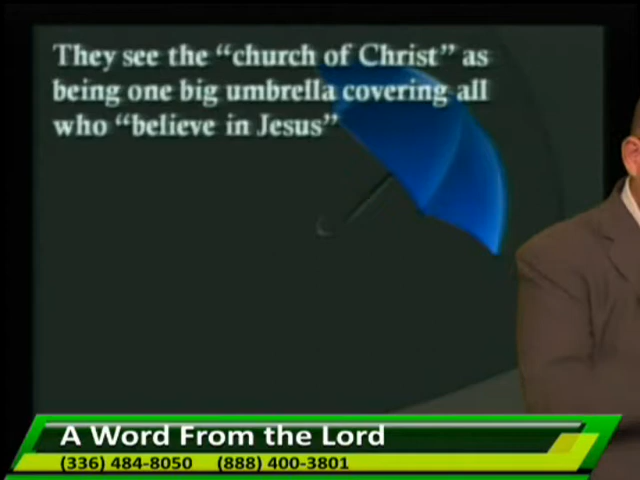 They see the “church of Christ” as
being one big umbrella covering all
who “believe in Jesus”
A Word From the Lord
(336) 484-8050 (888) 400-3801